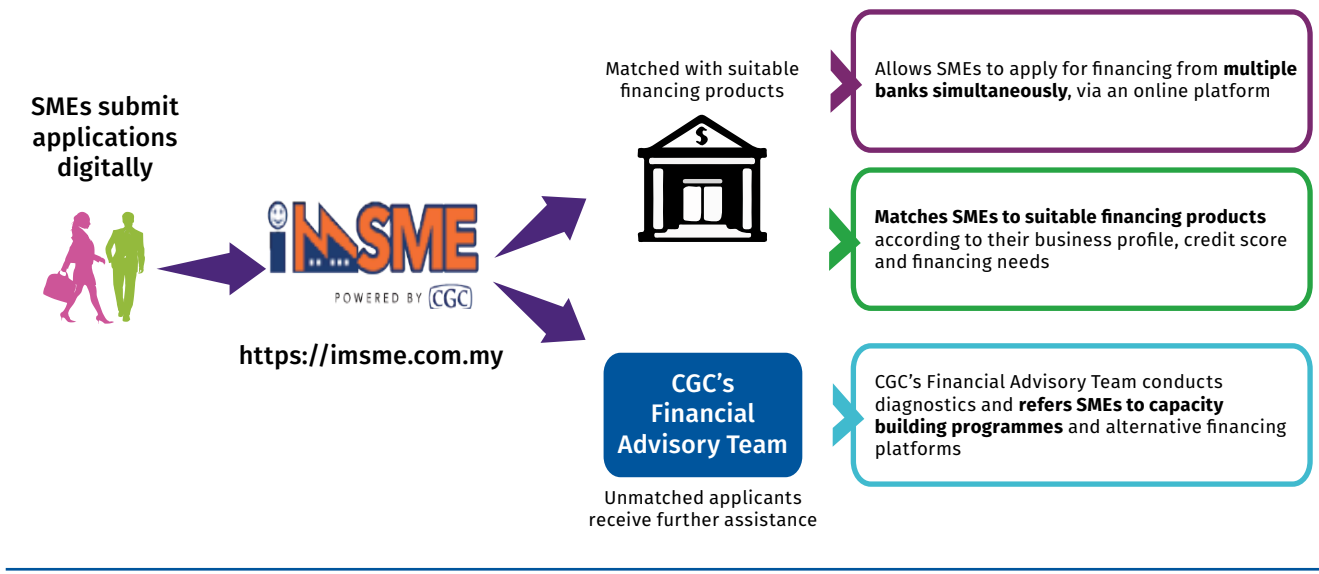 SMEs submit
applications
digitally
imSME
POWERED BY CGC
https://imsme.com.my
Matched with suitable
financing products
$
CGC's
Financial
Advisory Team
Unmatched applicants
receive further assistance
Allows SMEs to apply for financing from multiple
banks simultaneously, via an online platform
Matches SMEs to suitable financing products
according to their business profile, credit score
and financing needs
CGC's Financial Advisory Team conducts
diagnostics and refers SMEs to capacity
building programmes and alternative financing
platforms